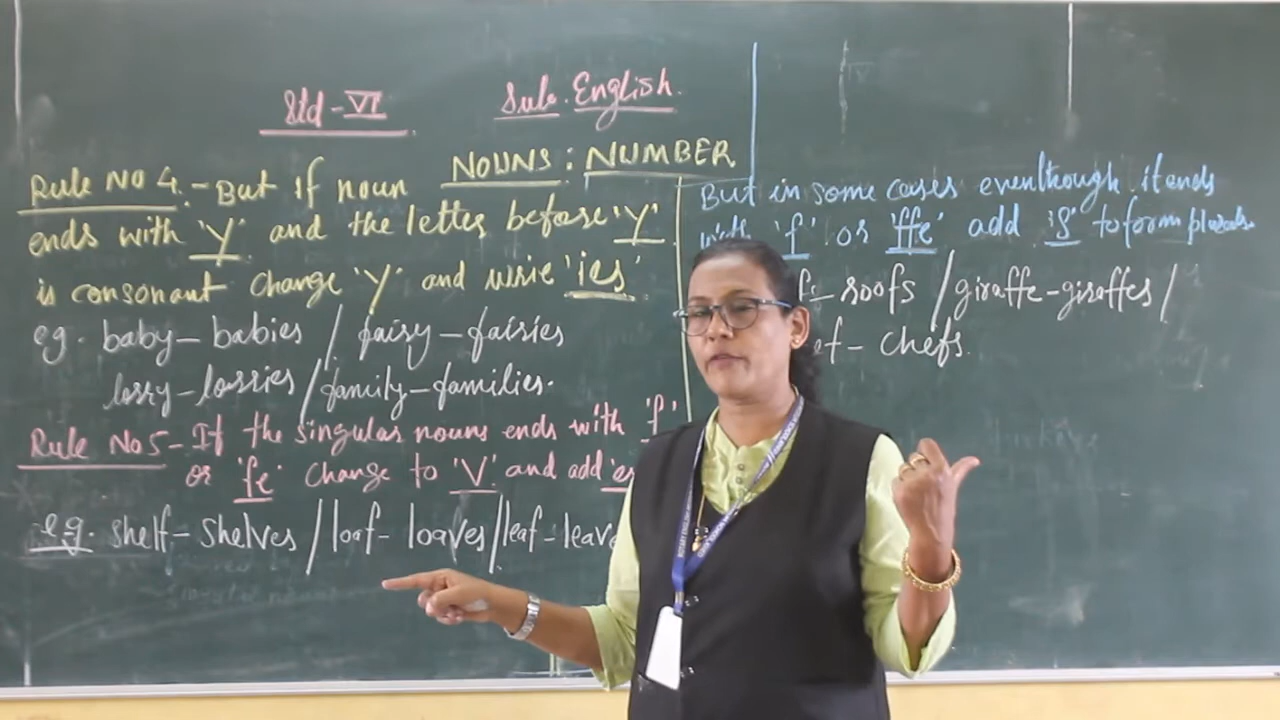 Std - VI
Sub. English.
NOUNS : NUMBER
Rule No 4. - But if noun
ends with 'y' and the letter before 'y'
is consonant change 'y' and write 'ies'
eg. baby - babies / fairy - fairies
lorry - lorries / family - families.
Rule No 5 - If the singular nouns ends with 'f'
or 'fe' change to 'V' and add
e.g. shelf - shelves / loaf - loaves / leaf -
But in some cases eventhough it ends
with 'f' or 'ffe' add 'S' to form plurals
- roofs / giraffe - giraffes /
- chefs.